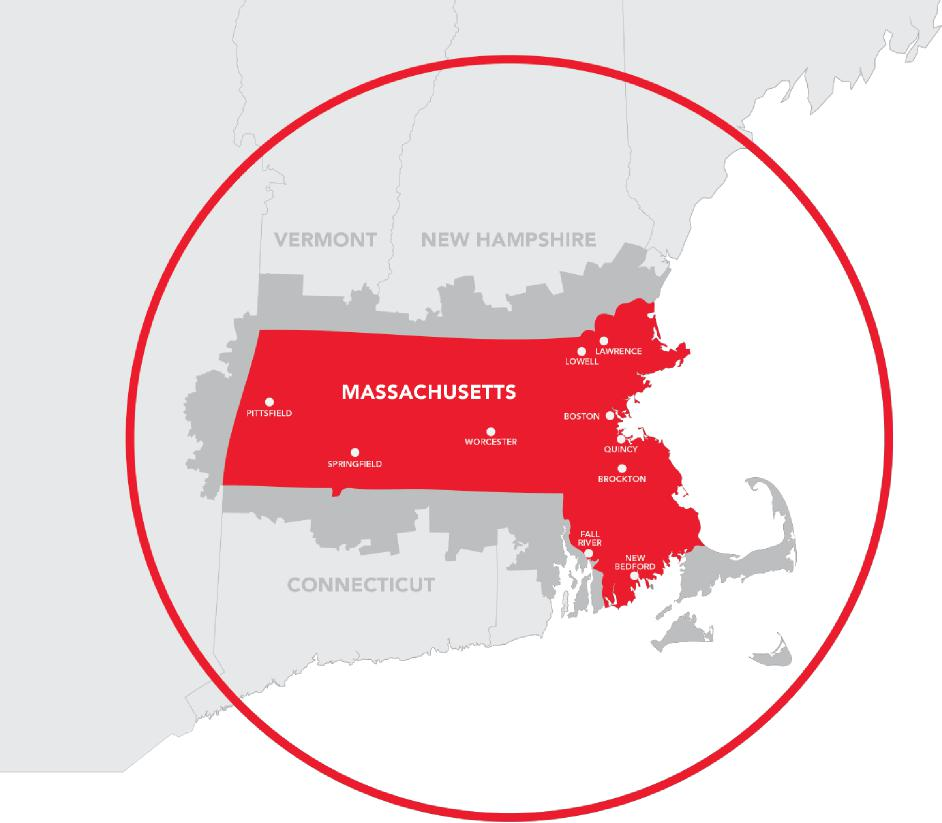 VERMONT
NEW HAMPSHIRE
LAWRENCE
LOWELL
MASSACHUSETTS
PITTSFIELD
BOSTON
WORCESTER
QUINCY
SPRINGFIELD
BROCKTON
FALL
RIVER
NEW
BEDFORD
CONNECTICUT